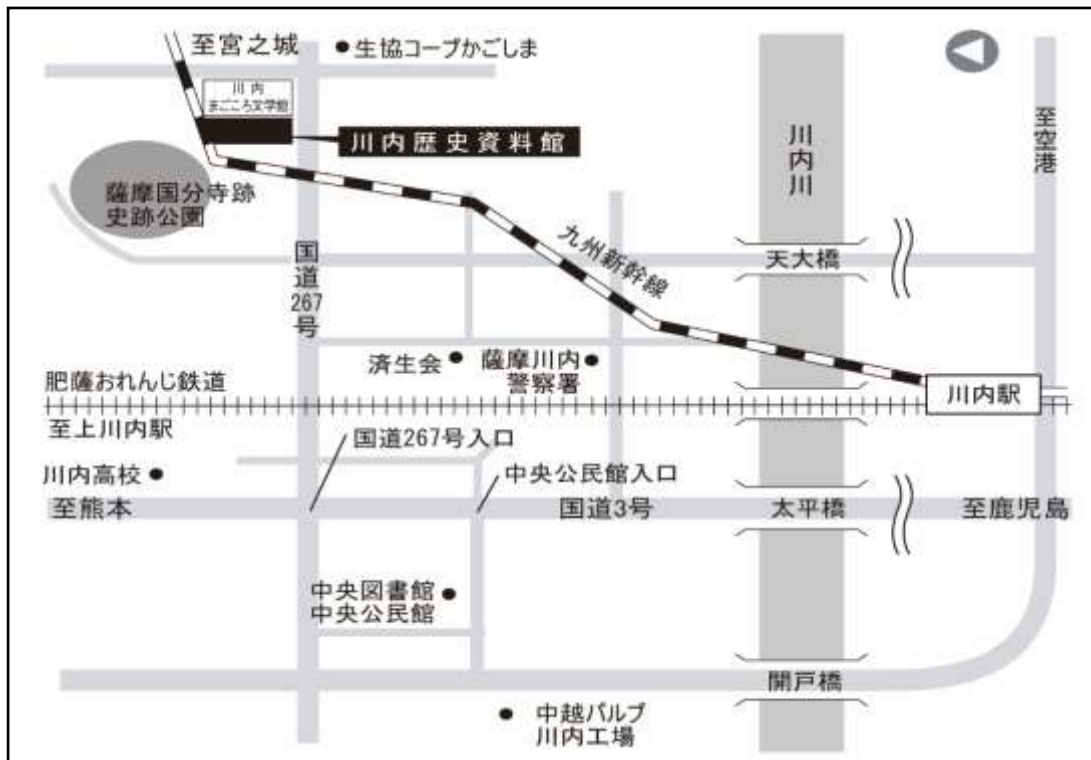 至宮之城
生協コープかごしま
川内
まごころ文学館
川内歴史資料館
川内川
至空港
薩摩国分寺跡
史跡公園
国道267号
九州新幹線
天大橋
済生会
薩摩川内
警察署
肥薩おれんじ鉄道
川内駅
至上川内駅
国道267号入口
川内高校
中央公民館入口
至熊本
国道3号
太平橋
至鹿児島
中央図書館
中央公民館
開戸橋
中越パルプ
川内工場